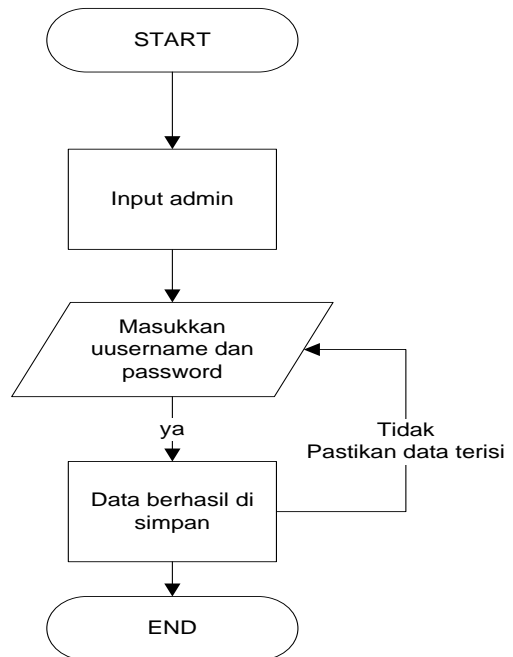 START
Input admin
Masukkan
uusername dan
password
ya
Tidak
Pastikan data terisi
Data berhasil di
simpan
END